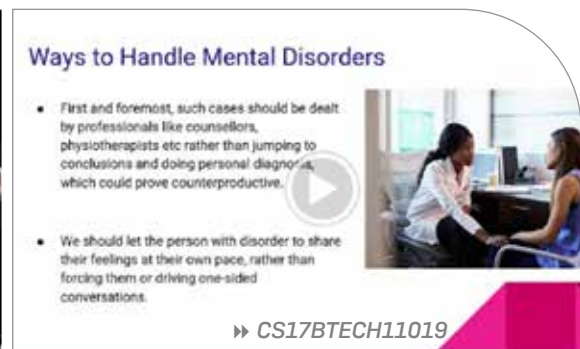 Ways to Handle Mental Disorders
● First and foremost, such cases should be dealt
by professionals like counsellors,
physiotherapists etc rather than jumping to
conclusions and doing personal diagnosis,
which could prove counterproductive.
● We should let the person with disorder to share
their feelings at their own pace, rather than
forcing them or driving one-sided
conversations.
CS17BTECH11019